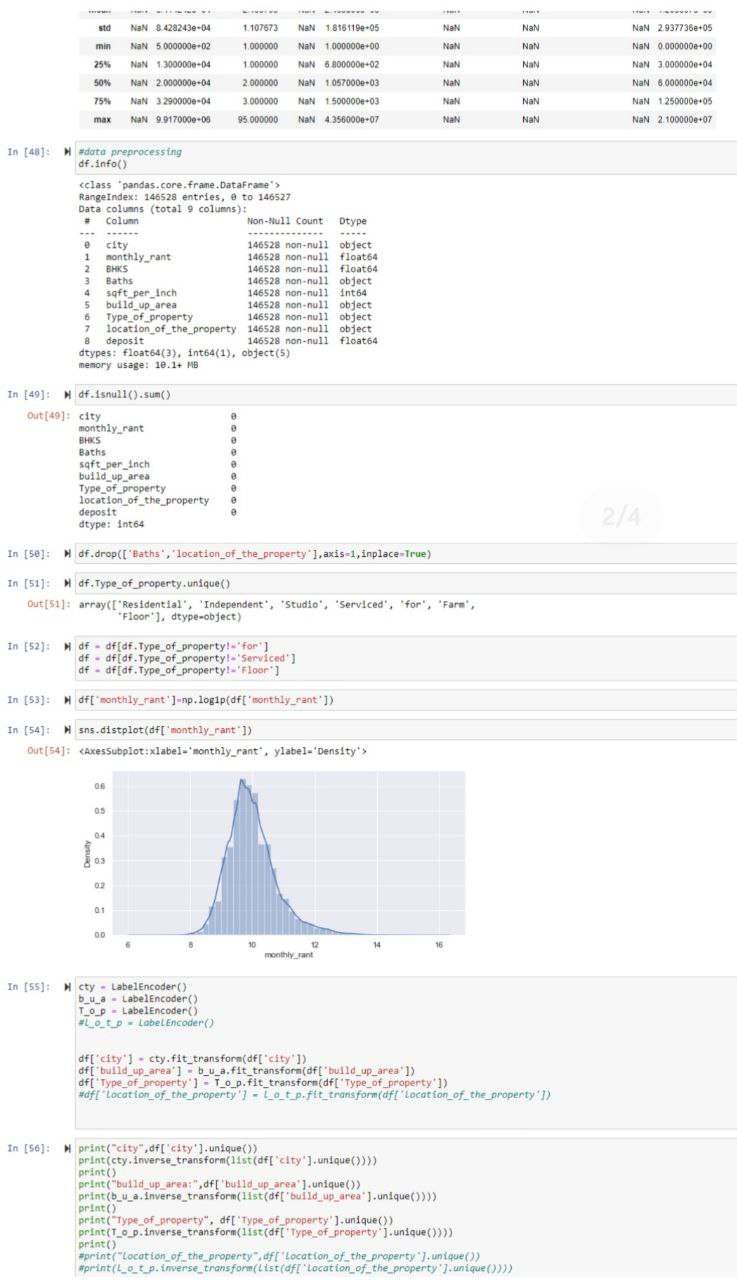 std NaN 8.428243e+04 1.107673 NaN 1.816119e+05 NaN NaN NaN 2.937736e+05
min NaN 5.000000e+02 1.000000 NaN 1.000000e+00 NaN NaN NaN 0.000000e+00
25% NaN 1.300000e+04 1.000000 NaN 6.800000e+02 NaN NaN NaN 3.000000e+04
50% NaN 2.000000e+04 2.000000 NaN 1.057000e+03 NaN NaN NaN 6.000000e+04
75% NaN 3.290000e+04 3.000000 NaN 1.500000e+03 NaN NaN NaN 1.250000e+05
max NaN 9.917000e+06 95.000000 NaN 4.356000e+07 NaN NaN NaN 2.100000e+07
In [48]: #data preprocessing
df.info()
<class 'pandas.core.frame.DataFrame'>
RangeIndex: 146528 entries, 0 to 146527
Data columns (total 9 columns):
# Column Non-Null Count Dtype
--- ------ -------------- -----
0 city 146528 non-null object
1 monthly_rant 146528 non-null float64
2 BHKS 146528 non-null float64
3 Baths 146528 non-null object
4 sqft_per_inch 146528 non-null int64
5 build_up_area 146528 non-null object
6 Type_of_property 146528 non-null object
7 location_of_the_property 146528 non-null object
8 deposit 146528 non-null float64
dtypes: float64(3), int64(1), object(5)
memory usage: 10.1+ MB
In [49]: df.isnull().sum()
Out[49]: city 0
monthly_rant 0
BHKS 0
Baths 0
sqft_per_inch 0
build_up_area 0
Type_of_property 0
location_of_the_property 0
deposit 0
dtype: int64
2/4
In [50]: df.drop(['Baths','location_of_the_property'],axis=1,inplace=True)
In [51]: df.Type_of_property.unique()
Out[51]: array(['Residential', 'Independent', 'Studio', 'Serviced', 'for', 'Farm',
'Floor'], dtype=object)
In [52]: df = df[df.Type_of_property!='for']
df = df[df.Type_of_property!='Serviced']
df = df[df.Type_of_property!='Floor']
In [53]: df['monthly_rant']=np.log1p(df['monthly_rant'])
In [54]: sns.distplot(df['monthly_rant'])
Out[54]: <AxesSubplot:xlabel='monthly_rant', ylabel='Density'>
0.6
0.5
0.4
0.3
0.2
0.1
0.0
Density
6 8 10 12 14 16
monthly_rant
In [55]: cty = LabelEncoder()
b_u_a = LabelEncoder()
T_o_p = LabelEncoder()
#l_o_t_p = LabelEncoder()
df['city'] = cty.fit_transform(df['city'])
df['build_up_area'] = b_u_a.fit_transform(df['build_up_area'])
df['Type_of_property'] = T_o_p.fit_transform(df['Type_of_property'])
#df['location_of_the_property'] = l_o_t_p.fit_transform(df['location_of_the_property'])
In [56]: print("city",df['city'].unique())
print(cty.inverse_transform(list(df['city'].unique())))
print()
print("build_up_area:",df['build_up_area'].unique())
print(b_u_a.inverse_transform(list(df['build_up_area'].unique())))
print()
print("Type_of_property", df['Type_of_property'].unique())
print(T_o_p.inverse_transform(list(df['Type_of_property'].unique())))
print()
#print("location_of_the_property",df['location_of_the_property'].unique())
#print(l_o_t_p.inverse_transform(list(df['location_of_the_property'].unique())))